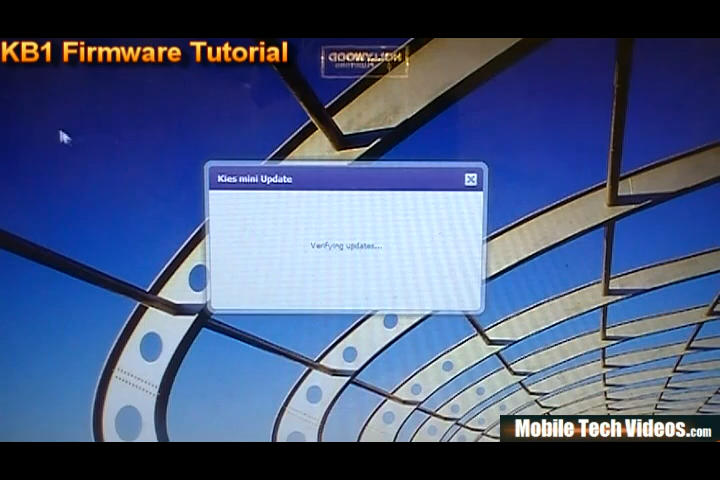 KB1 Firmware Tutorial
Kies mini Update
Verifying updates...
Mobile Tech Videos.com